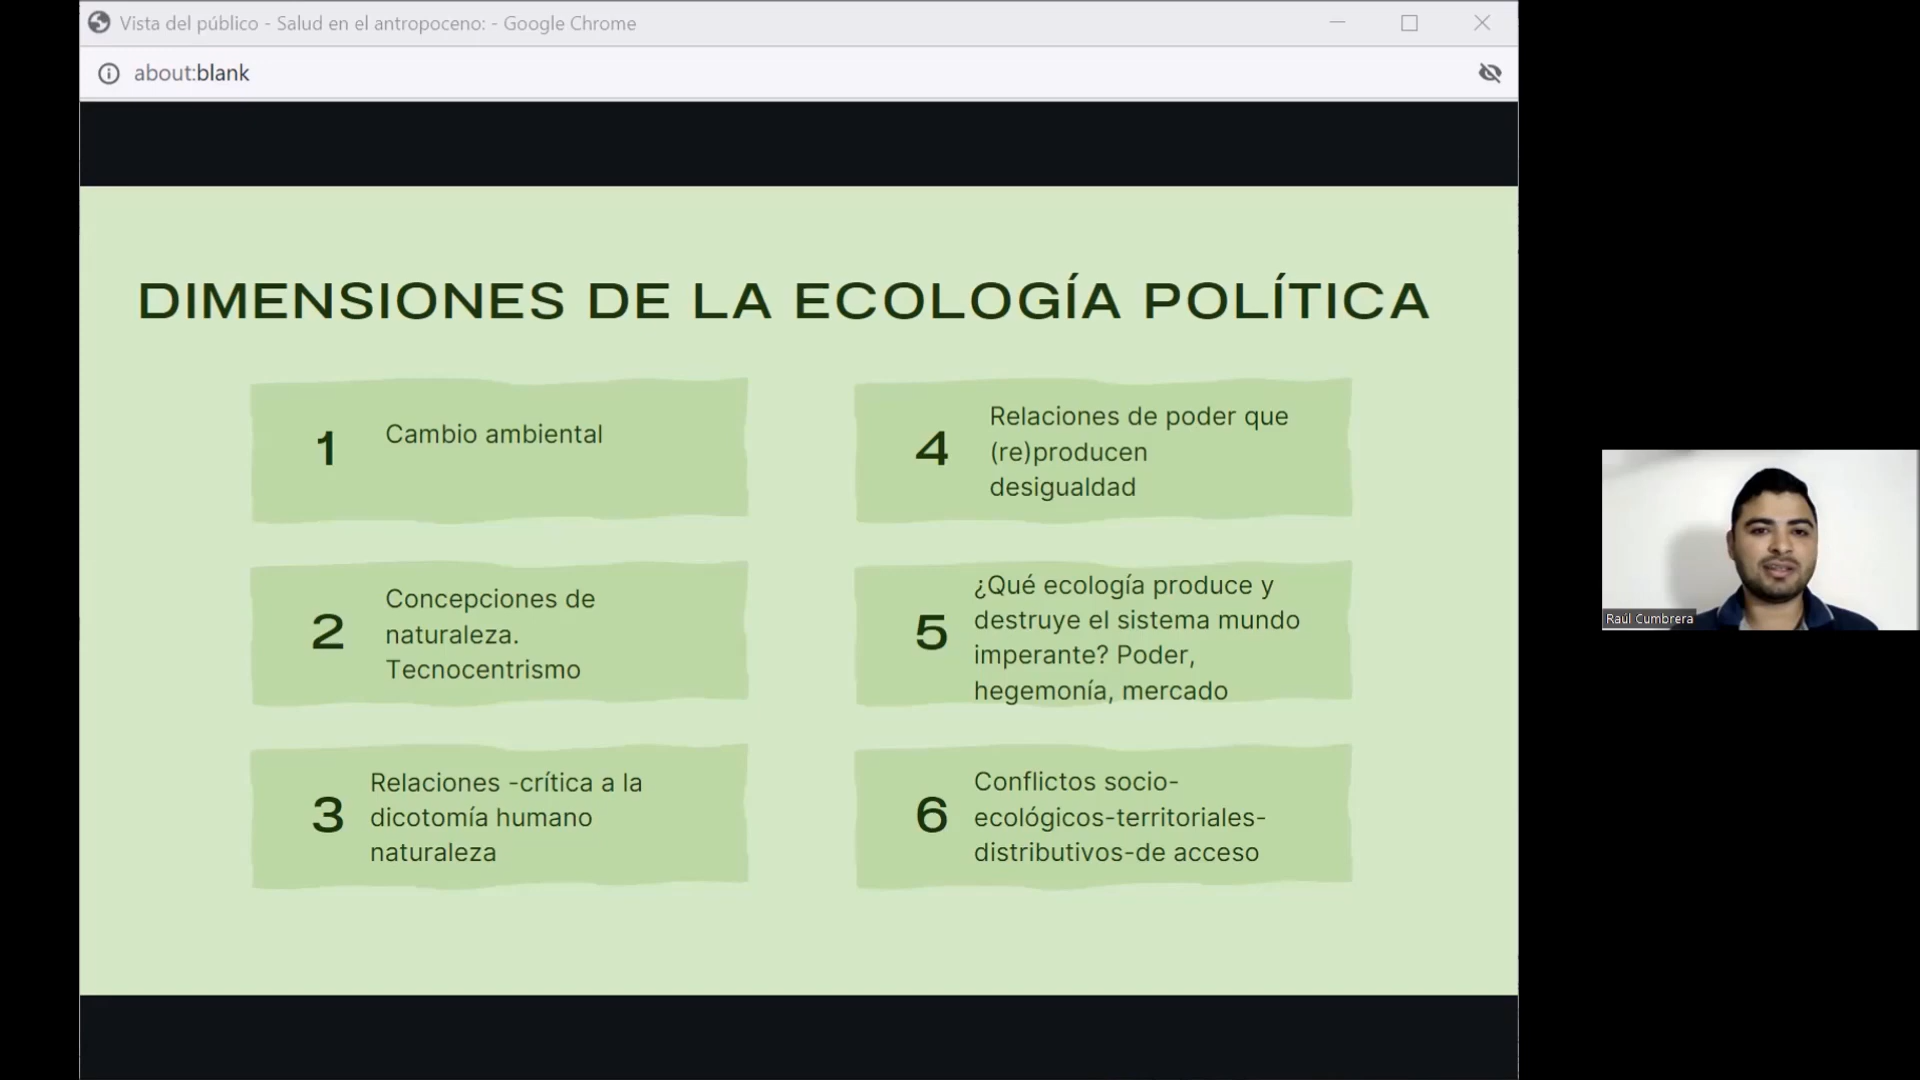 Vista del público - Salud en el antropoceno: - Google Chrome
about:blank
DIMENSIONES DE LA ECOLOGÍA POLÍTICA
1
Cambio ambiental
2
Concepciones de
naturaleza.
Tecnocentrismo
3
Relaciones -crítica a la
dicotomía humano
naturaleza
4
Relaciones de poder que
(re)producen
desigualdad
5
¿Qué ecología produce y
destruye el sistema mundo
imperante? Poder,
hegemonía, mercado
6
Conflictos socio-
ecológicos-territoriales-
distributivos-de acceso
Raúl Cumbrera